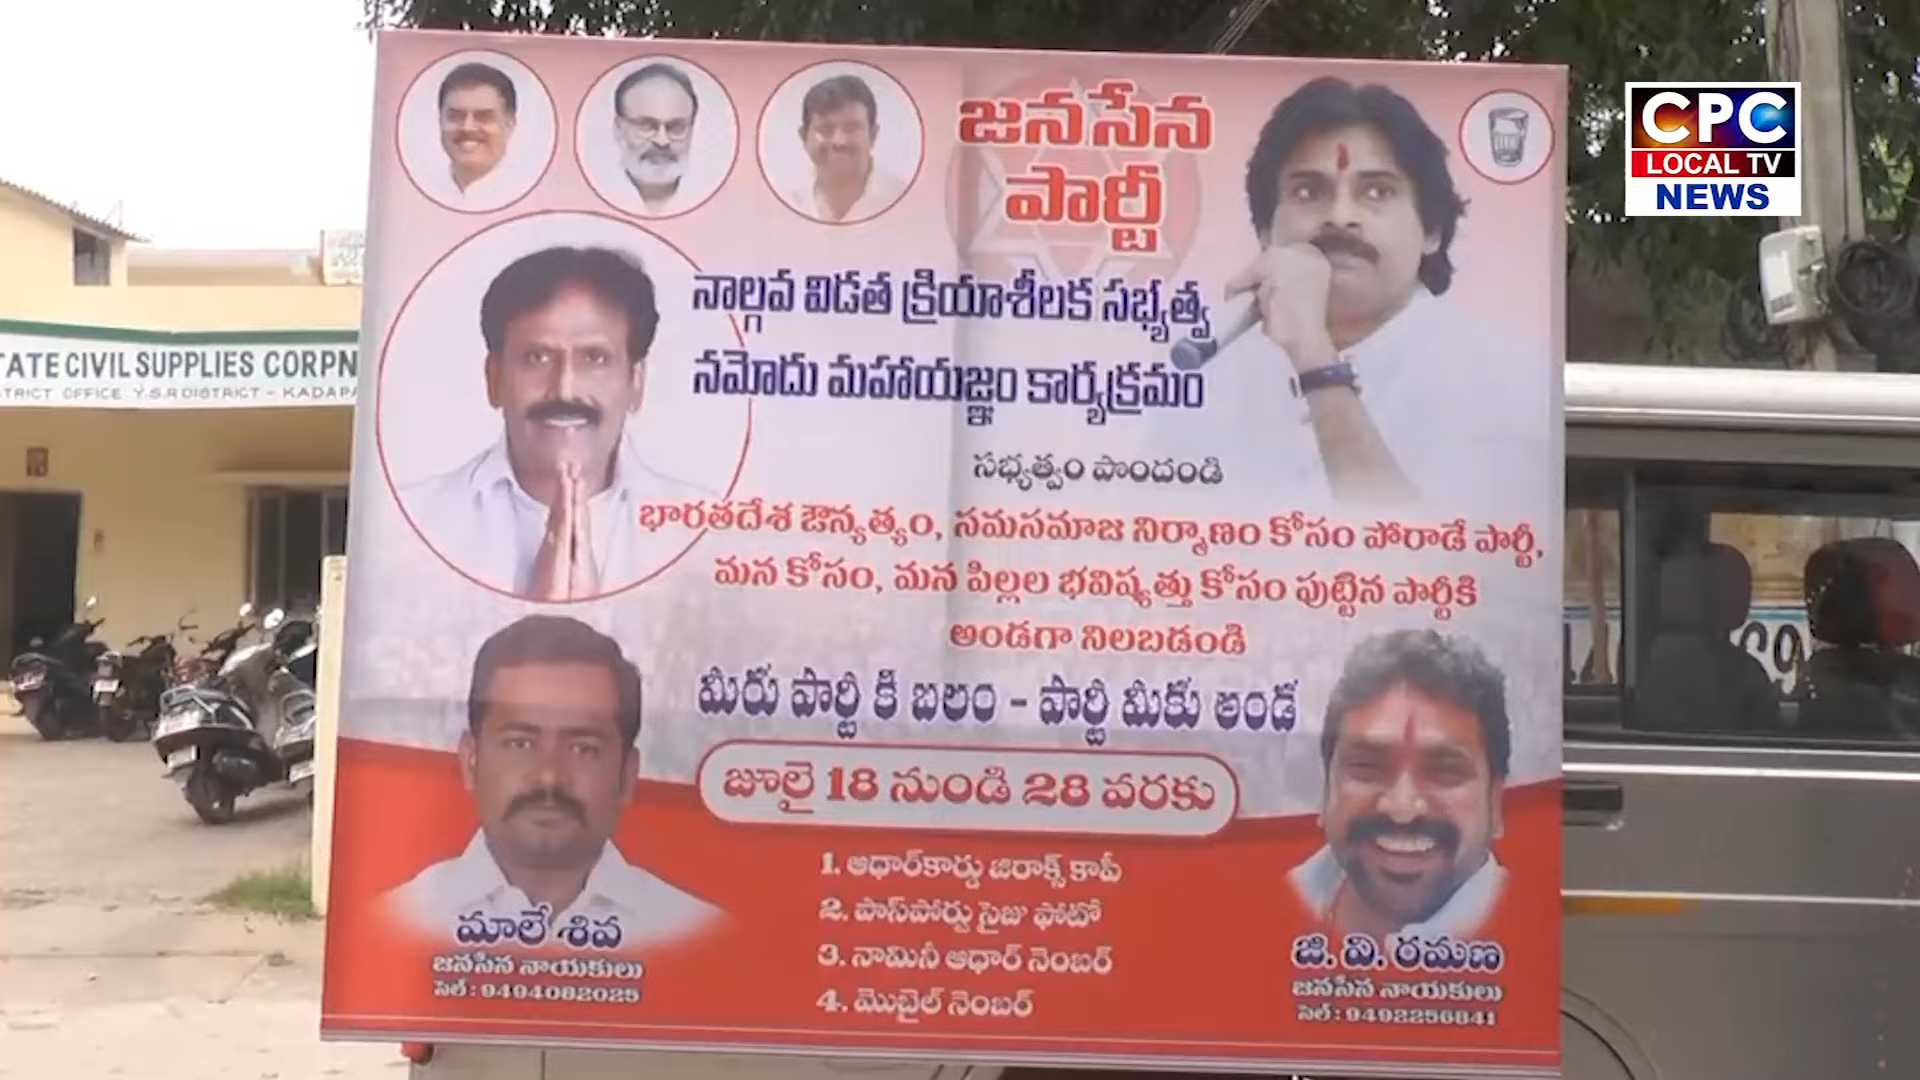 జనసేన
పార్టీ
నాల్గవ విడత క్రియాశీలక సభ్యత్వ
నమోదు మహాయజ్ఞం కార్యక్రమం
సభ్యత్వం పొందండి
భారతదేశ ఔన్యత్యం, సమసమాజ నిర్మాణం కోసం పోరాడే పార్టీ,
మన కోసం, మన పిల్లల భవిష్యత్తు కోసం పుట్టిన పార్టీకి
అండగా నిలబడండి
మీరు పార్టీ కి బలం - పార్టీ మీకు అండ
జూలై 18 నుండి 28 వరకు
1. ఆధార్‌కార్డు జిరాక్స్ కాపీ
2. పాస్‌పోర్టు సైజు ఫోటో
3. నామినీ ఆధార్ నెంబర్
4. మొబైల్ నెంబర్
మాలే శివ
జనసేన నాయకులు
సెల్ : 9494082025
జి. వి. రమణ
జనసేన నాయకులు
సెల్ : 9492256841
TATE CIVIL SUPPLIES CORPN
TRICT OFFICE Y.S.R DISTRICT - KADAPA
CPC
LOCAL TV
NEWS